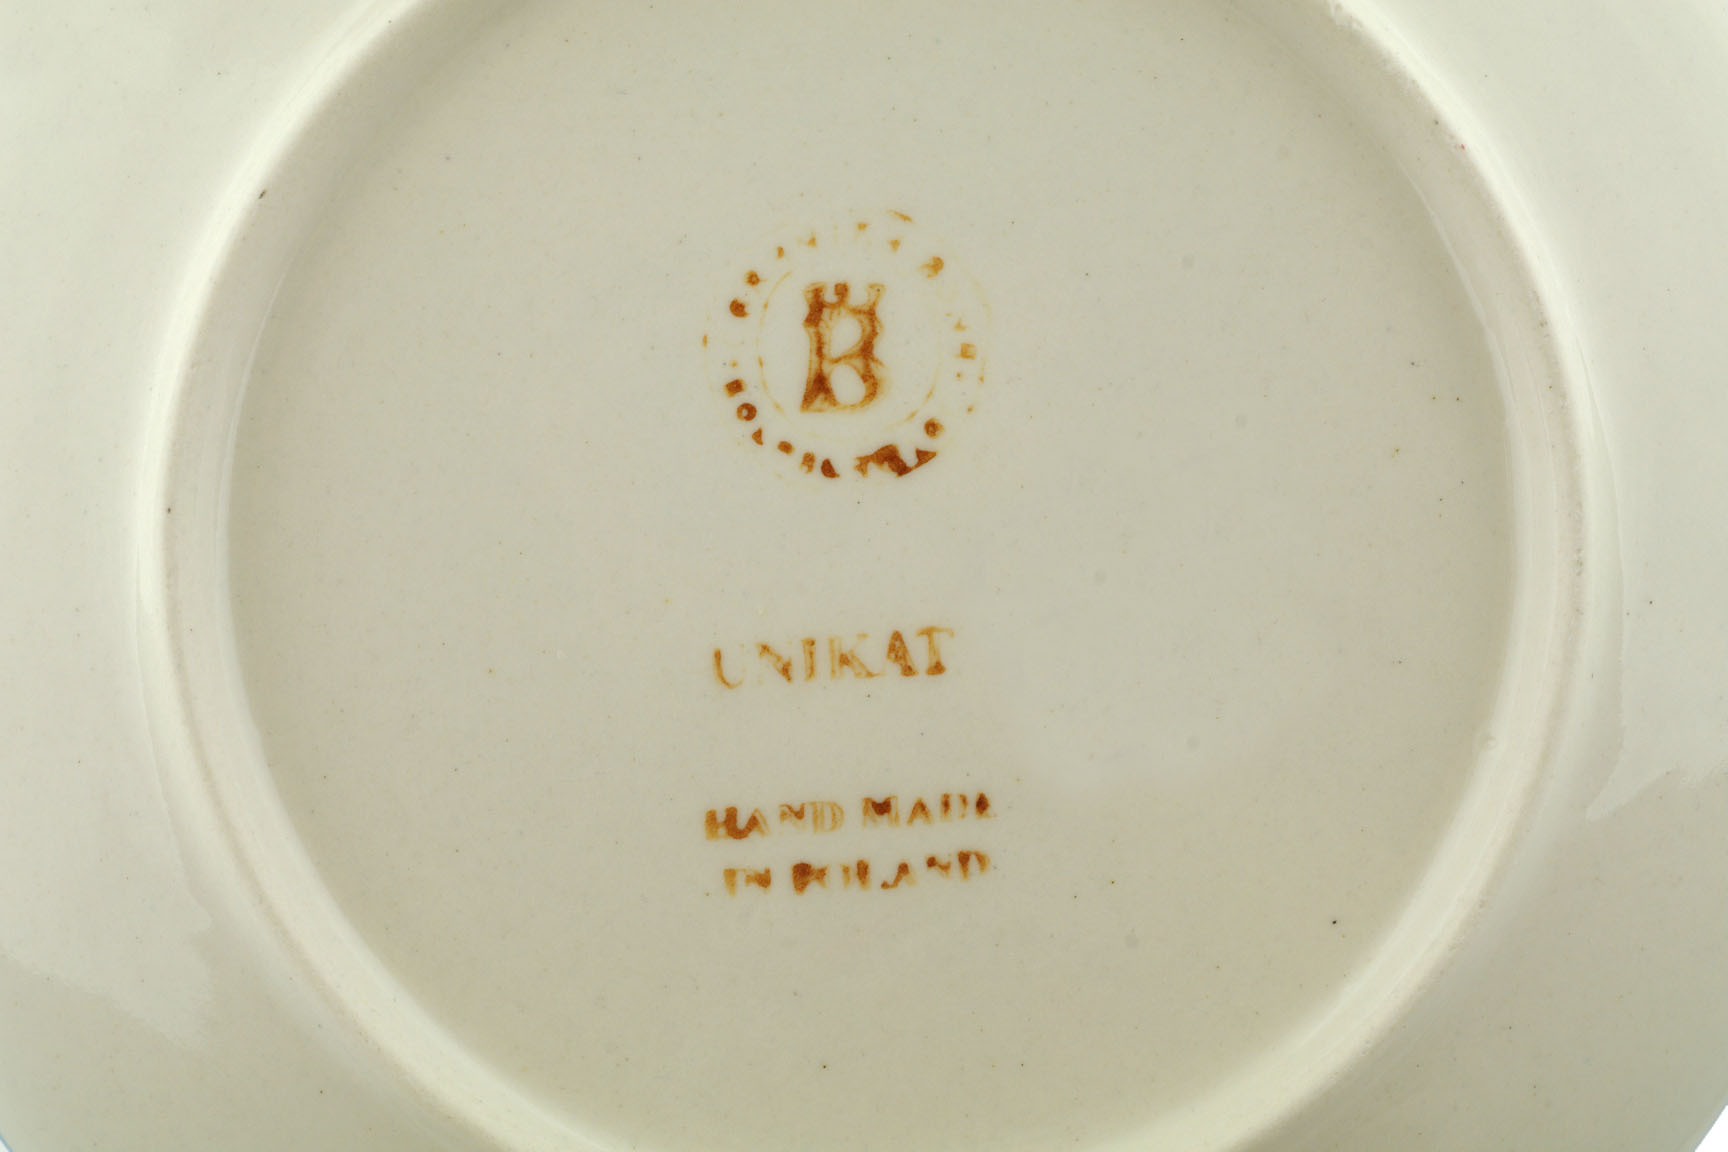 B
UNIKAT
HAND MADE
IN POLAND